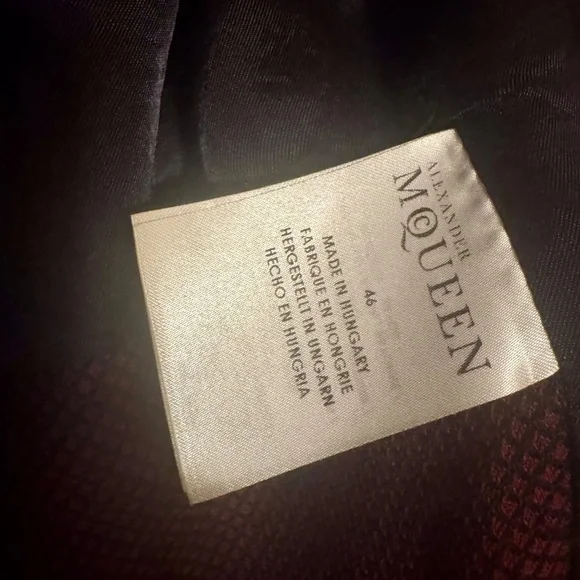 ALEXANDER
McQUEEN
46
MADE IN HUNGARY
FABRIQUE EN HONGRIE
HERGESTELLT IN UNGARN
HECHO EN HUNGRIA